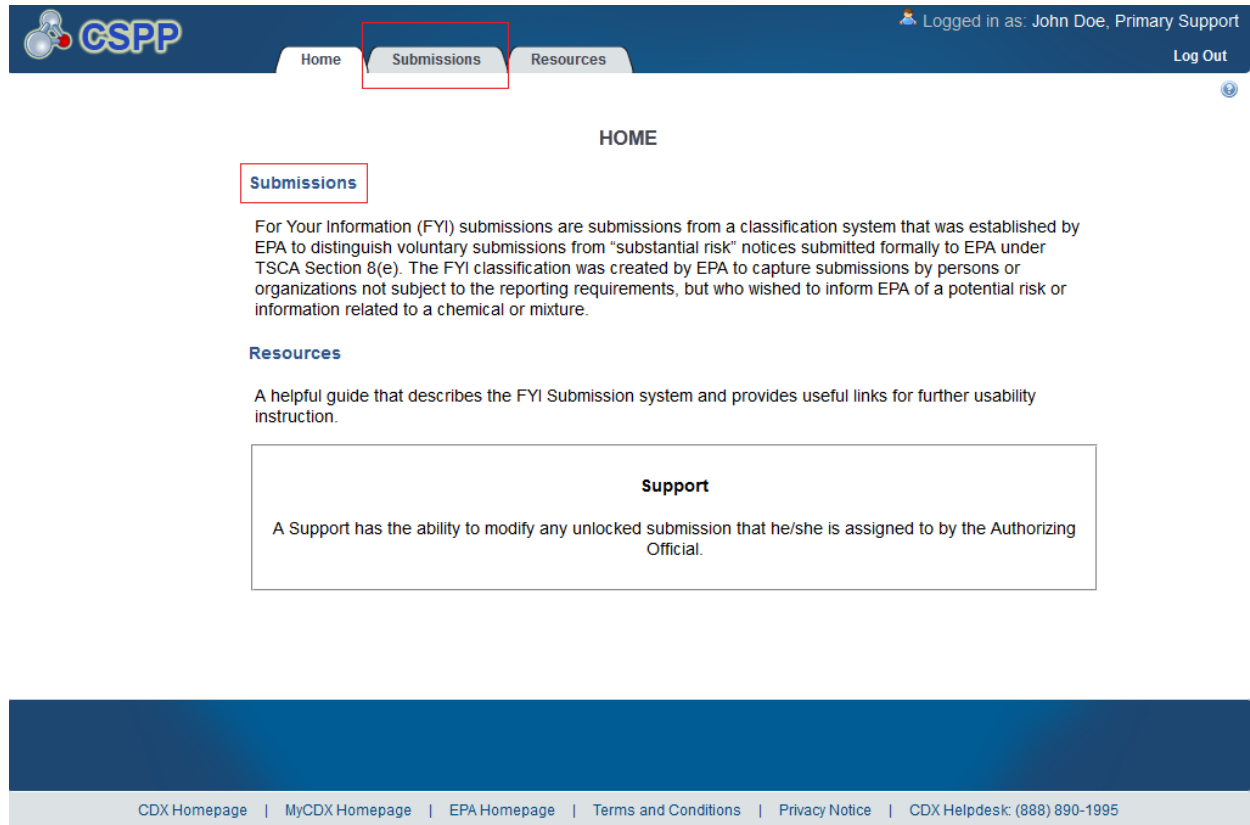 CSPP
Logged in as: John Doe, Primary Support
Home
Submissions
Resources
Log Out
HOME
Submissions
For Your Information (FYI) submissions are submissions from a classification system that was established by
EPA to distinguish voluntary submissions from “substantial risk” notices submitted formally to EPA under
TSCA Section 8(e). The FYI classification was created by EPA to capture submissions by persons or
organizations not subject to the reporting requirements, but who wished to inform EPA of a potential risk or
information related to a chemical or mixture.
Resources
A helpful guide that describes the FYI Submission system and provides useful links for further usability
instruction.
Support
A Support has the ability to modify any unlocked submission that he/she is assigned to by the Authorizing
Official.
CDX Homepage | MyCDX Homepage | EPA Homepage | Terms and Conditions | Privacy Notice | CDX Helpdesk: (888) 890-1995